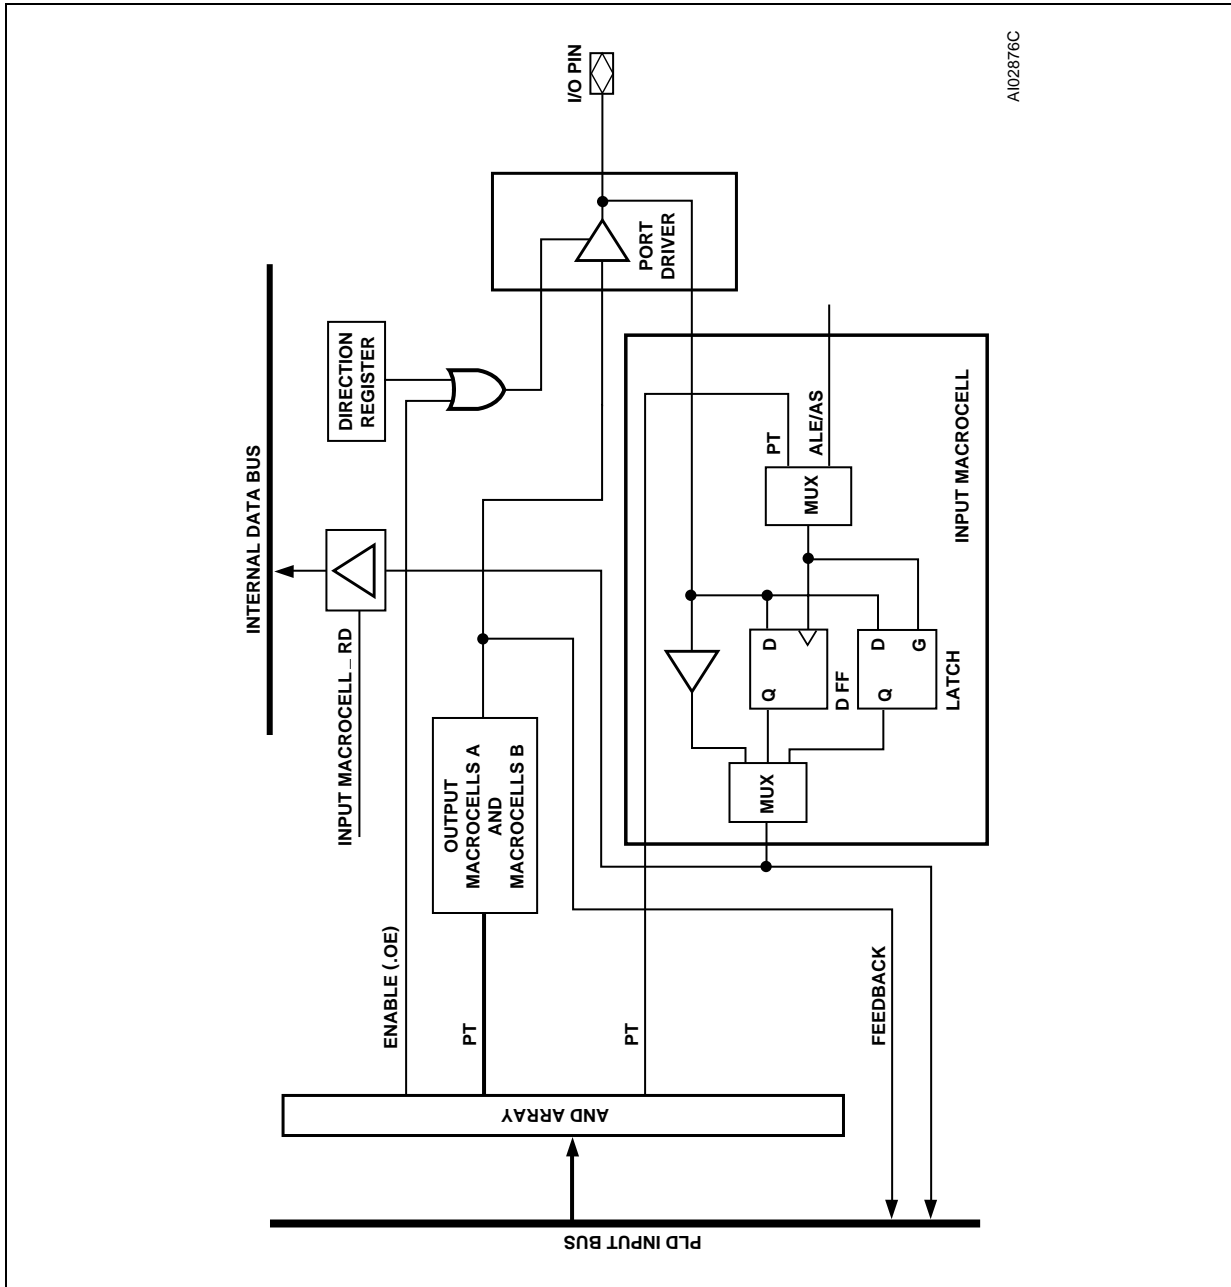 AI02876C
I/O PIN
PORT
DRIVER
DIRECTION
REGISTER
INTERNAL DATA BUS
INPUT MACROCELL_ RD
ENABLE (.OE)
OUTPUT
MACROCELLS A
AND
MACROCELLS B
PT
PT
FEEDBACK
AND ARRAY
PLD INPUT BUS
PT
ALE/AS
MUX
INPUT MACROCELL
D
Q
D FF
D
G
Q
LATCH
MUX